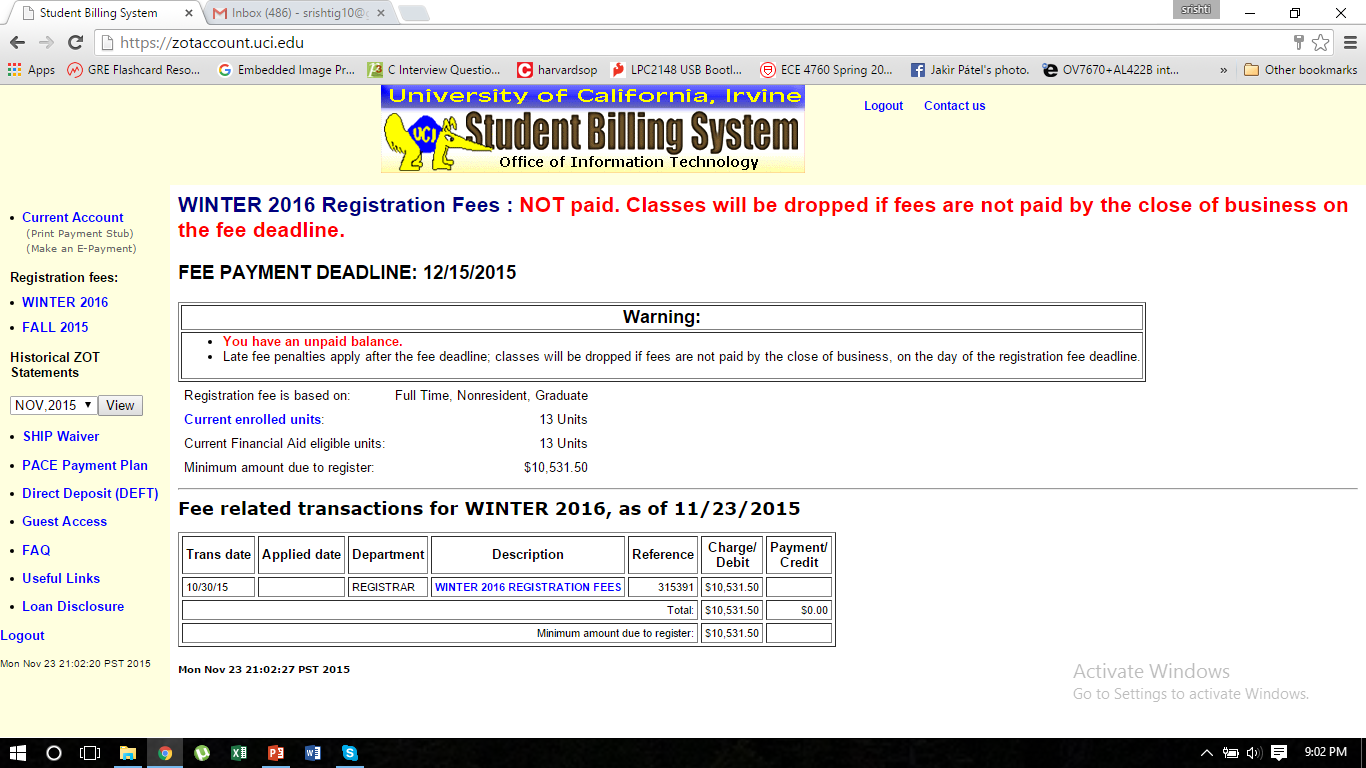 Student Billing System
Inbox (486) - srishtig10@g
srishti
https://zotaccount.uci.edu
Apps
GRE Flashcard Reso...
Embedded Image Pr...
C Interview Questio...
harvardsop
LPC2148 USB Bootl...
ECE 4760 Spring 20...
Jakir Pátel's photo.
OV7670+AL422B int...
»
Other bookmarks
University of California, Irvine
UCI
Student Billing System
Office of Information Technology
Logout Contact us
Current Account
(Print Payment Stub)
(Make an E-Payment)
Registration fees:
WINTER 2016
FALL 2015
Historical ZOT
Statements
NOV,2015 View
SHIP Waiver
PACE Payment Plan
Direct Deposit (DEFT)
Guest Access
FAQ
Useful Links
Loan Disclosure
Logout
Mon Nov 23 21:02:20 PST 2015
WINTER 2016 Registration Fees : NOT paid. Classes will be dropped if fees are not paid by the close of business on
the fee deadline.
FEE PAYMENT DEADLINE: 12/15/2015
Warning:
You have an unpaid balance.
Late fee penalties apply after the fee deadline; classes will be dropped if fees are not paid by the close of business, on the day of the registration fee deadline.
Registration fee is based on: Full Time, Nonresident, Graduate
Current enrolled units: 13 Units
Current Financial Aid eligible units: 13 Units
Minimum amount due to register: $10,531.50
Fee related transactions for WINTER 2016, as of 11/23/2015
Trans date Applied date Department Description Reference Charge/ Debit Payment/ Credit
10/30/15 REGISTRAR WINTER 2016 REGISTRATION FEES 315391 $10,531.50
Total: $10,531.50 $0.00
Minimum amount due to register: $10,531.50
Mon Nov 23 21:02:27 PST 2015
Activate Windows
Go to Settings to activate Windows.
9:02 PM